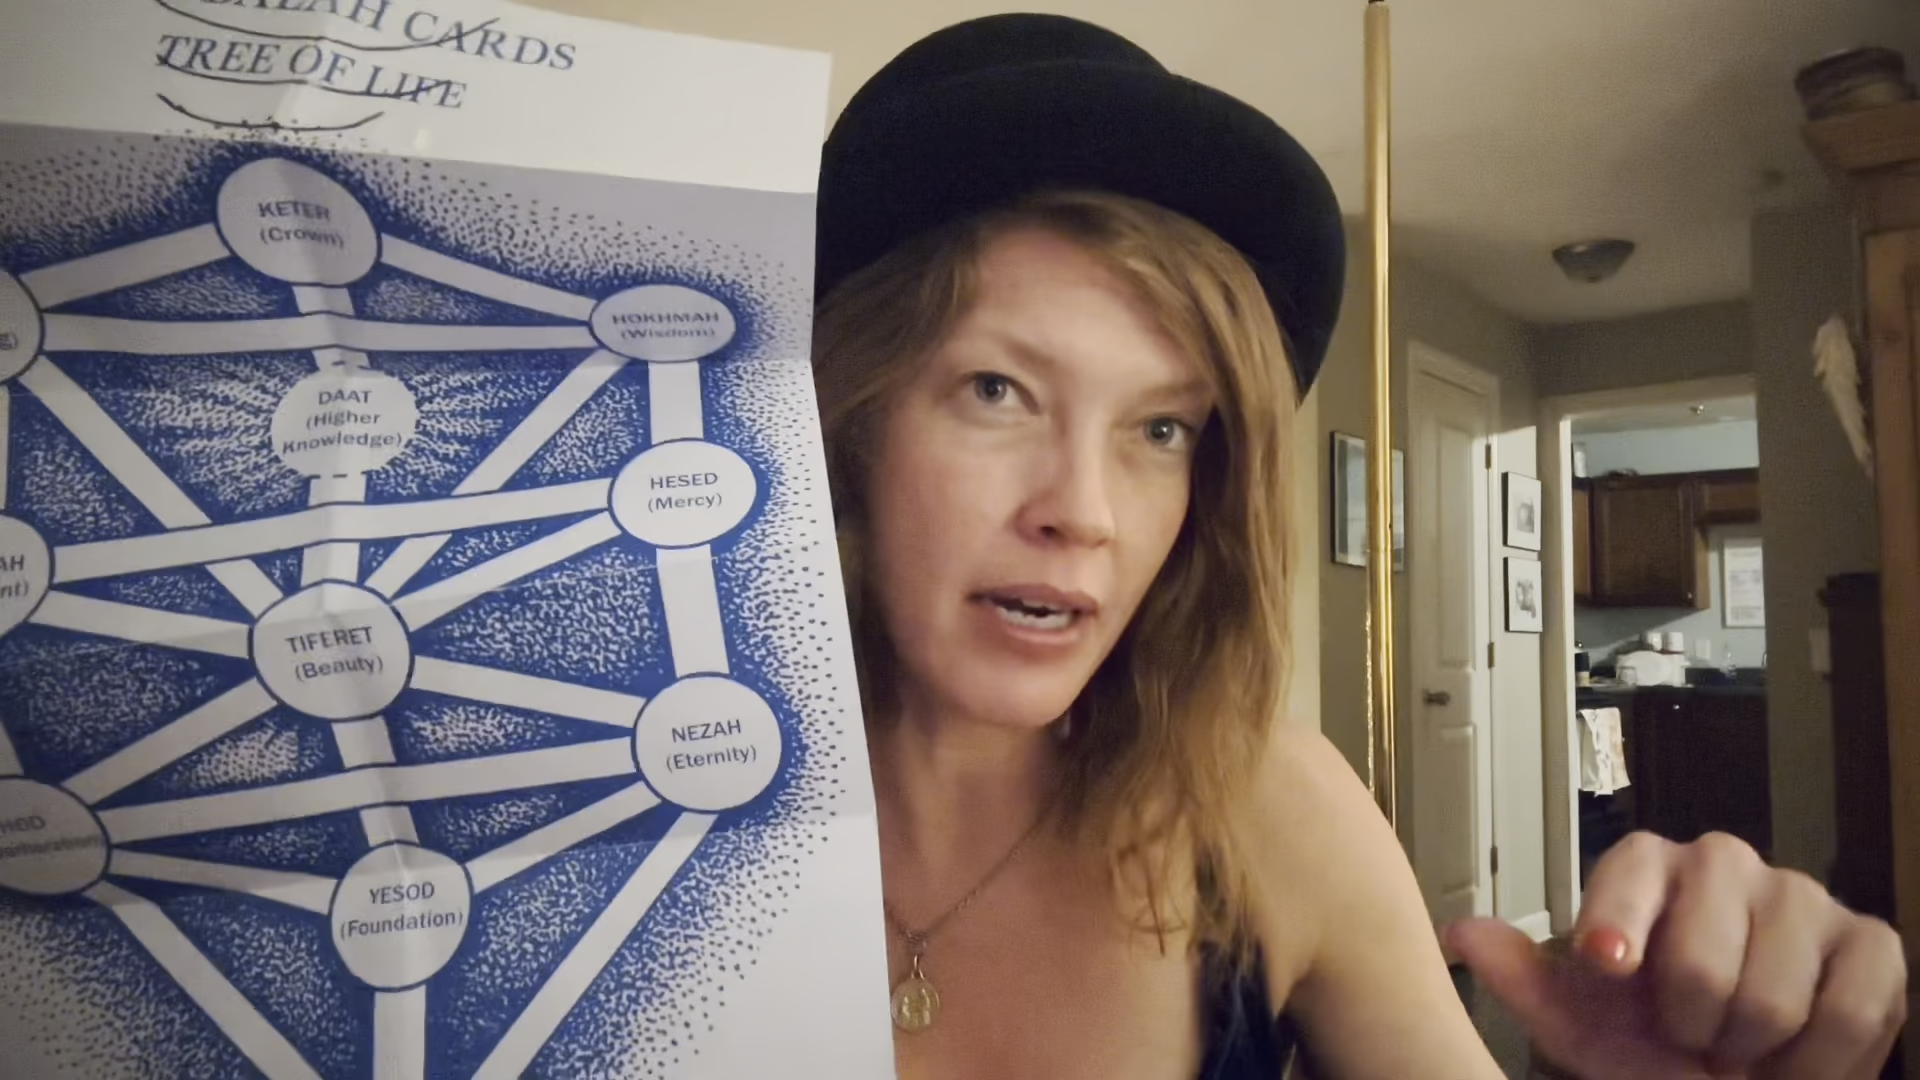 CARDS
TREE OF LIFE
KETER
(Crown)
HOKHMAH
(Wisdom)
DAAT
(Higher
Knowledge)
HESED
(Mercy)
TIFERET
(Beauty)
NEZAH
(Eternity)
HOD
YESOD
(Foundation)